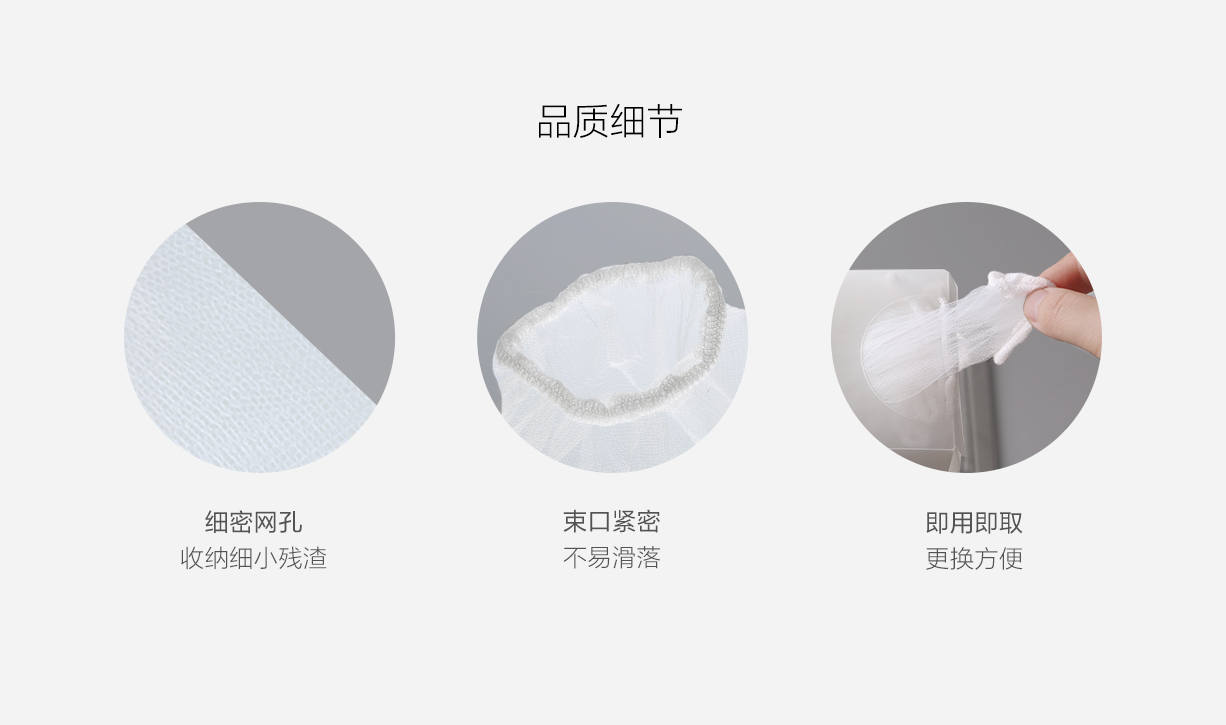 品质细节
细密网孔
收纳细小残渣
束口紧密
不易滑落
即用即取
更换方便